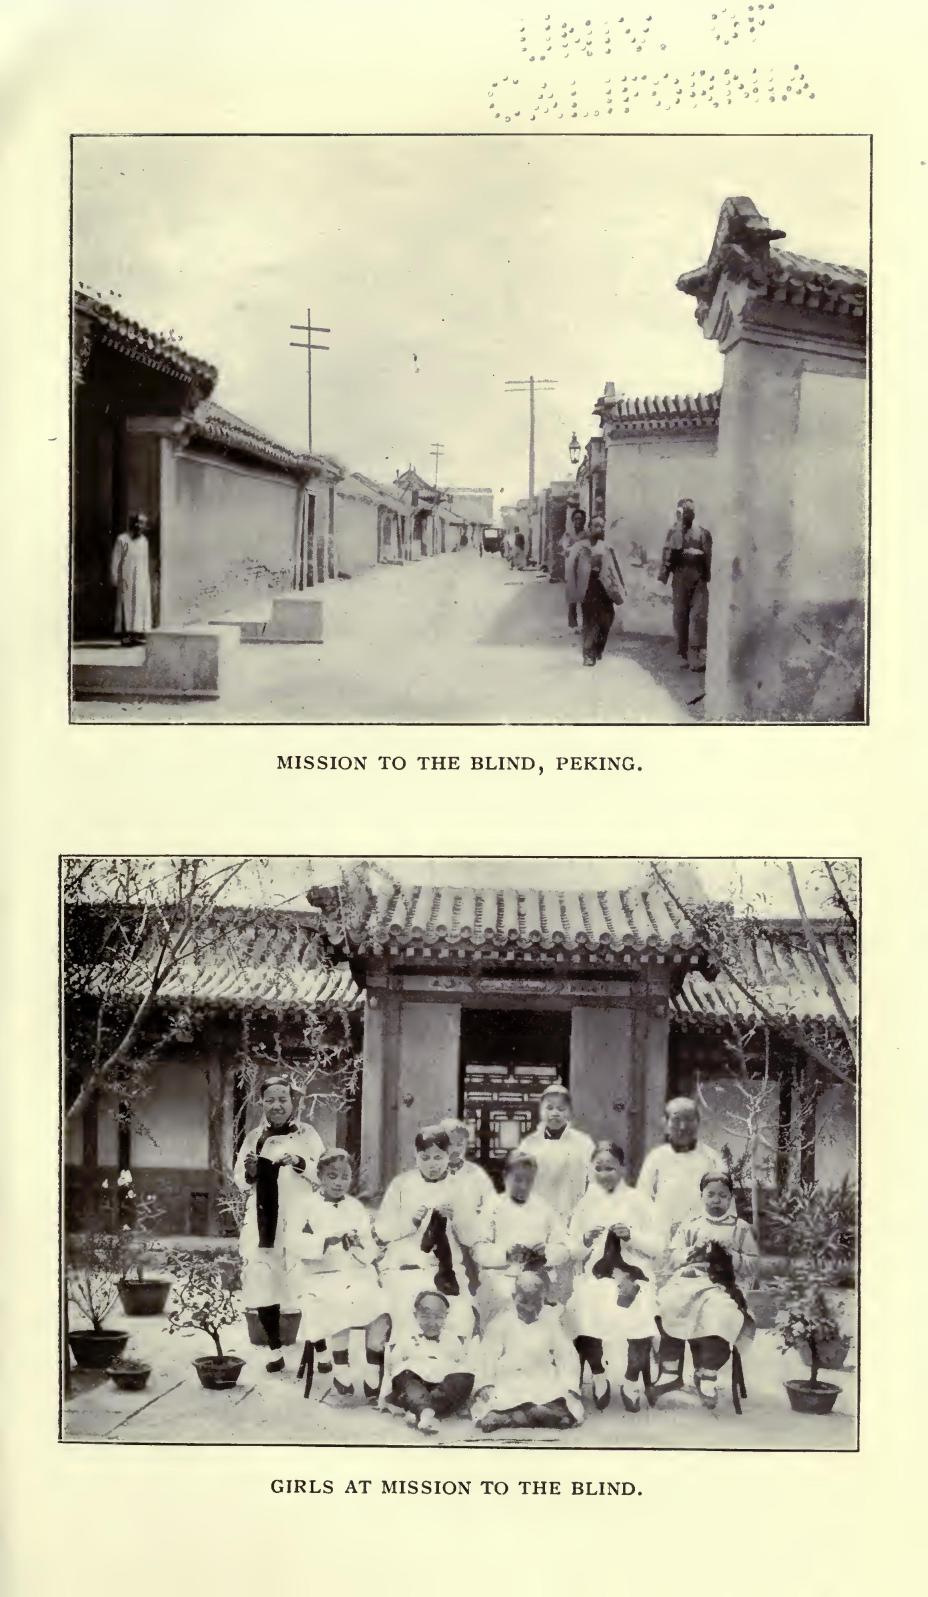 UNIV. OF
CALIFORNIA
MISSION TO THE BLIND, PEKING.
GIRLS AT MISSION TO THE BLIND.